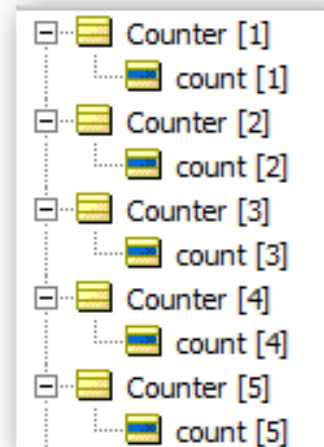 Counter [1]
count [1]
Counter [2]
count [2]
Counter [3]
count [3]
Counter [4]
count [4]
Counter [5]
count [5]